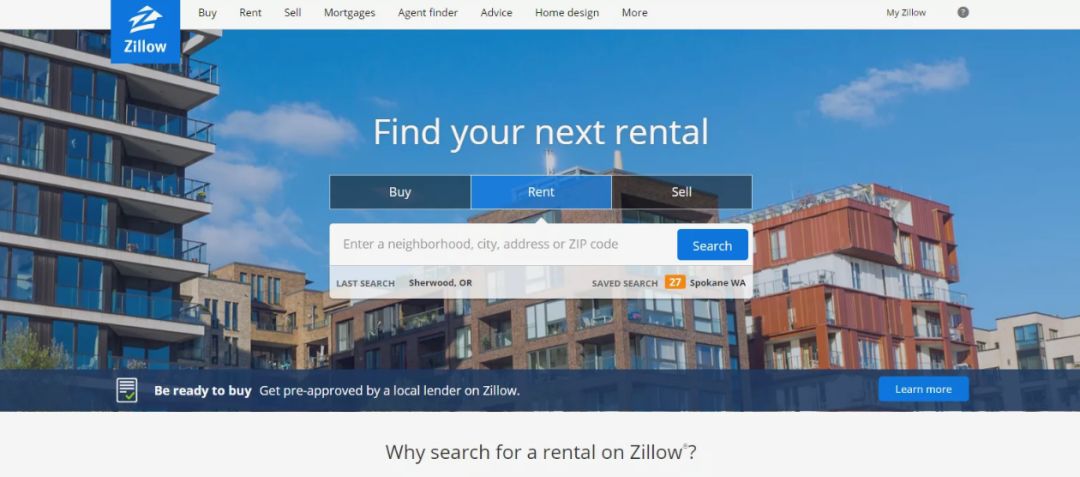 Zillow
Buy Rent Sell Mortgages Agent finder Advice Home design More My Zillow ?
Find your next rental
Buy Rent Sell
Enter a neighborhood, city, address or ZIP code Search
LAST SEARCH Sherwood, OR SAVED SEARCH 27 Spokane WA
Be ready to buy Get pre-approved by a local lender on Zillow. Learn more
Why search for a rental on Zillow®?